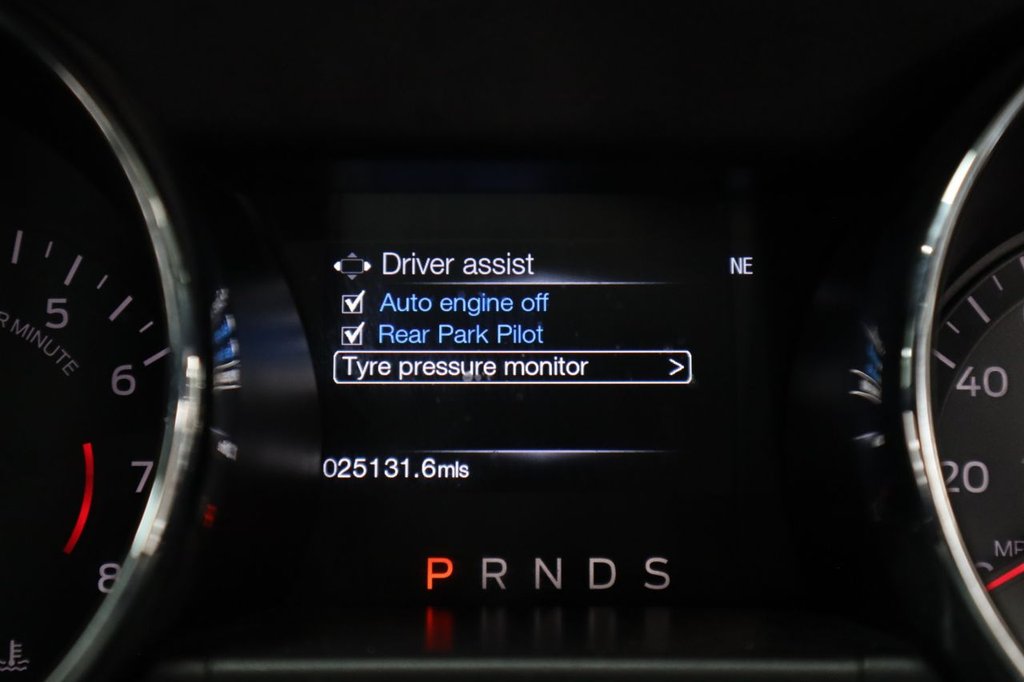 Driver assist
NE
Auto engine off
Rear Park Pilot
Tyre pressure monitor >
025131.6mls
P R N D S
5
R MINUTE
6
7
8
40
20
MP